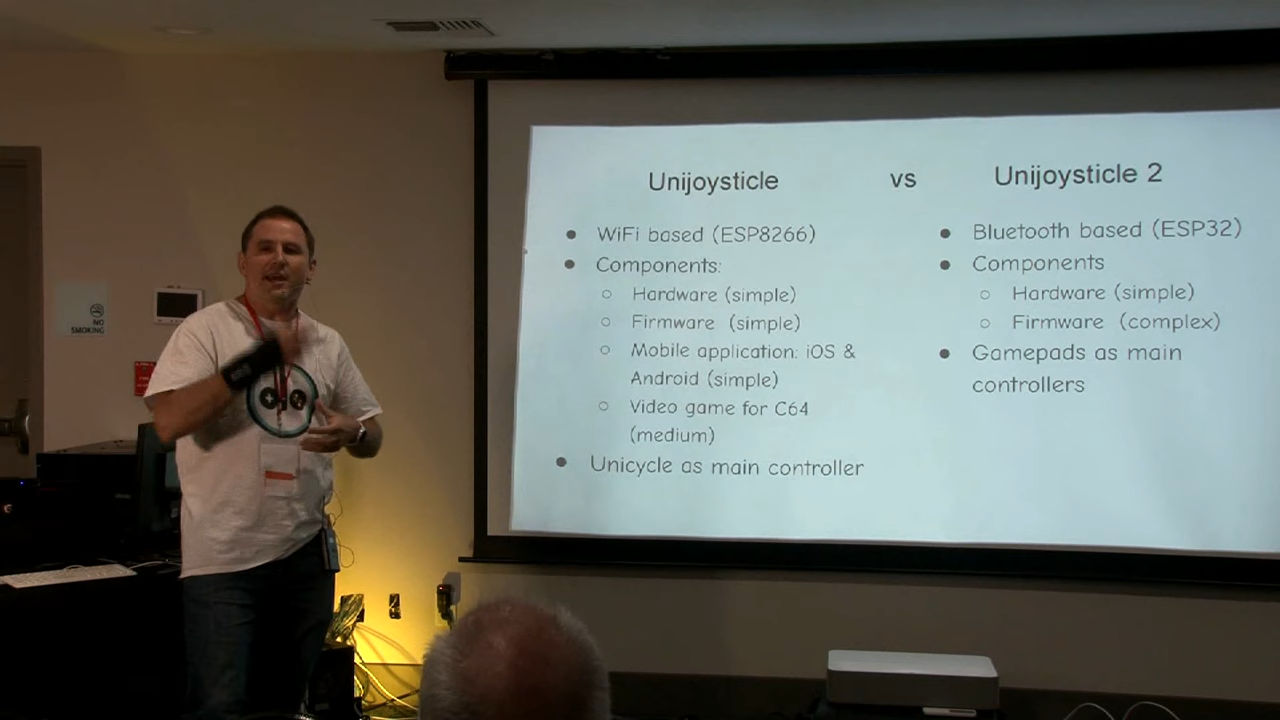 Unijoysticle vs Unijoysticle 2
● WiFi based (ESP8266)
● Components:
○ Hardware (simple)
○ Firmware (simple)
○ Mobile application: iOS &
Android (simple)
○ Video game for C64
(medium)
● Unicycle as main controller
● Bluetooth based (ESP32)
● Components
○ Hardware (simple)
○ Firmware (complex)
● Gamepads as main
controllers
NO
SMOKING